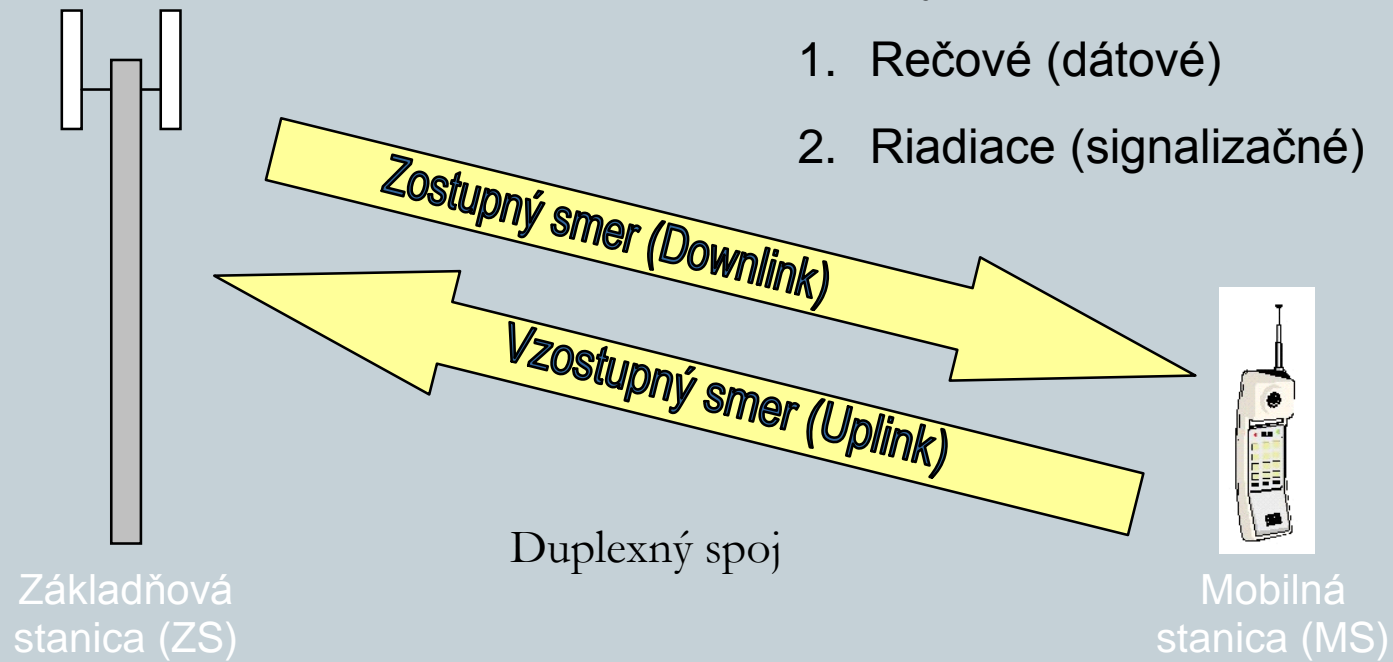 1. Rečové (dátové)
2. Riadiace (signalizačné)
Zostupný smer (Downlink)
Vzostupný smer (Uplink)
Duplexný spoj
Základňová
stanica (ZS)
Mobilná
stanica (MS)